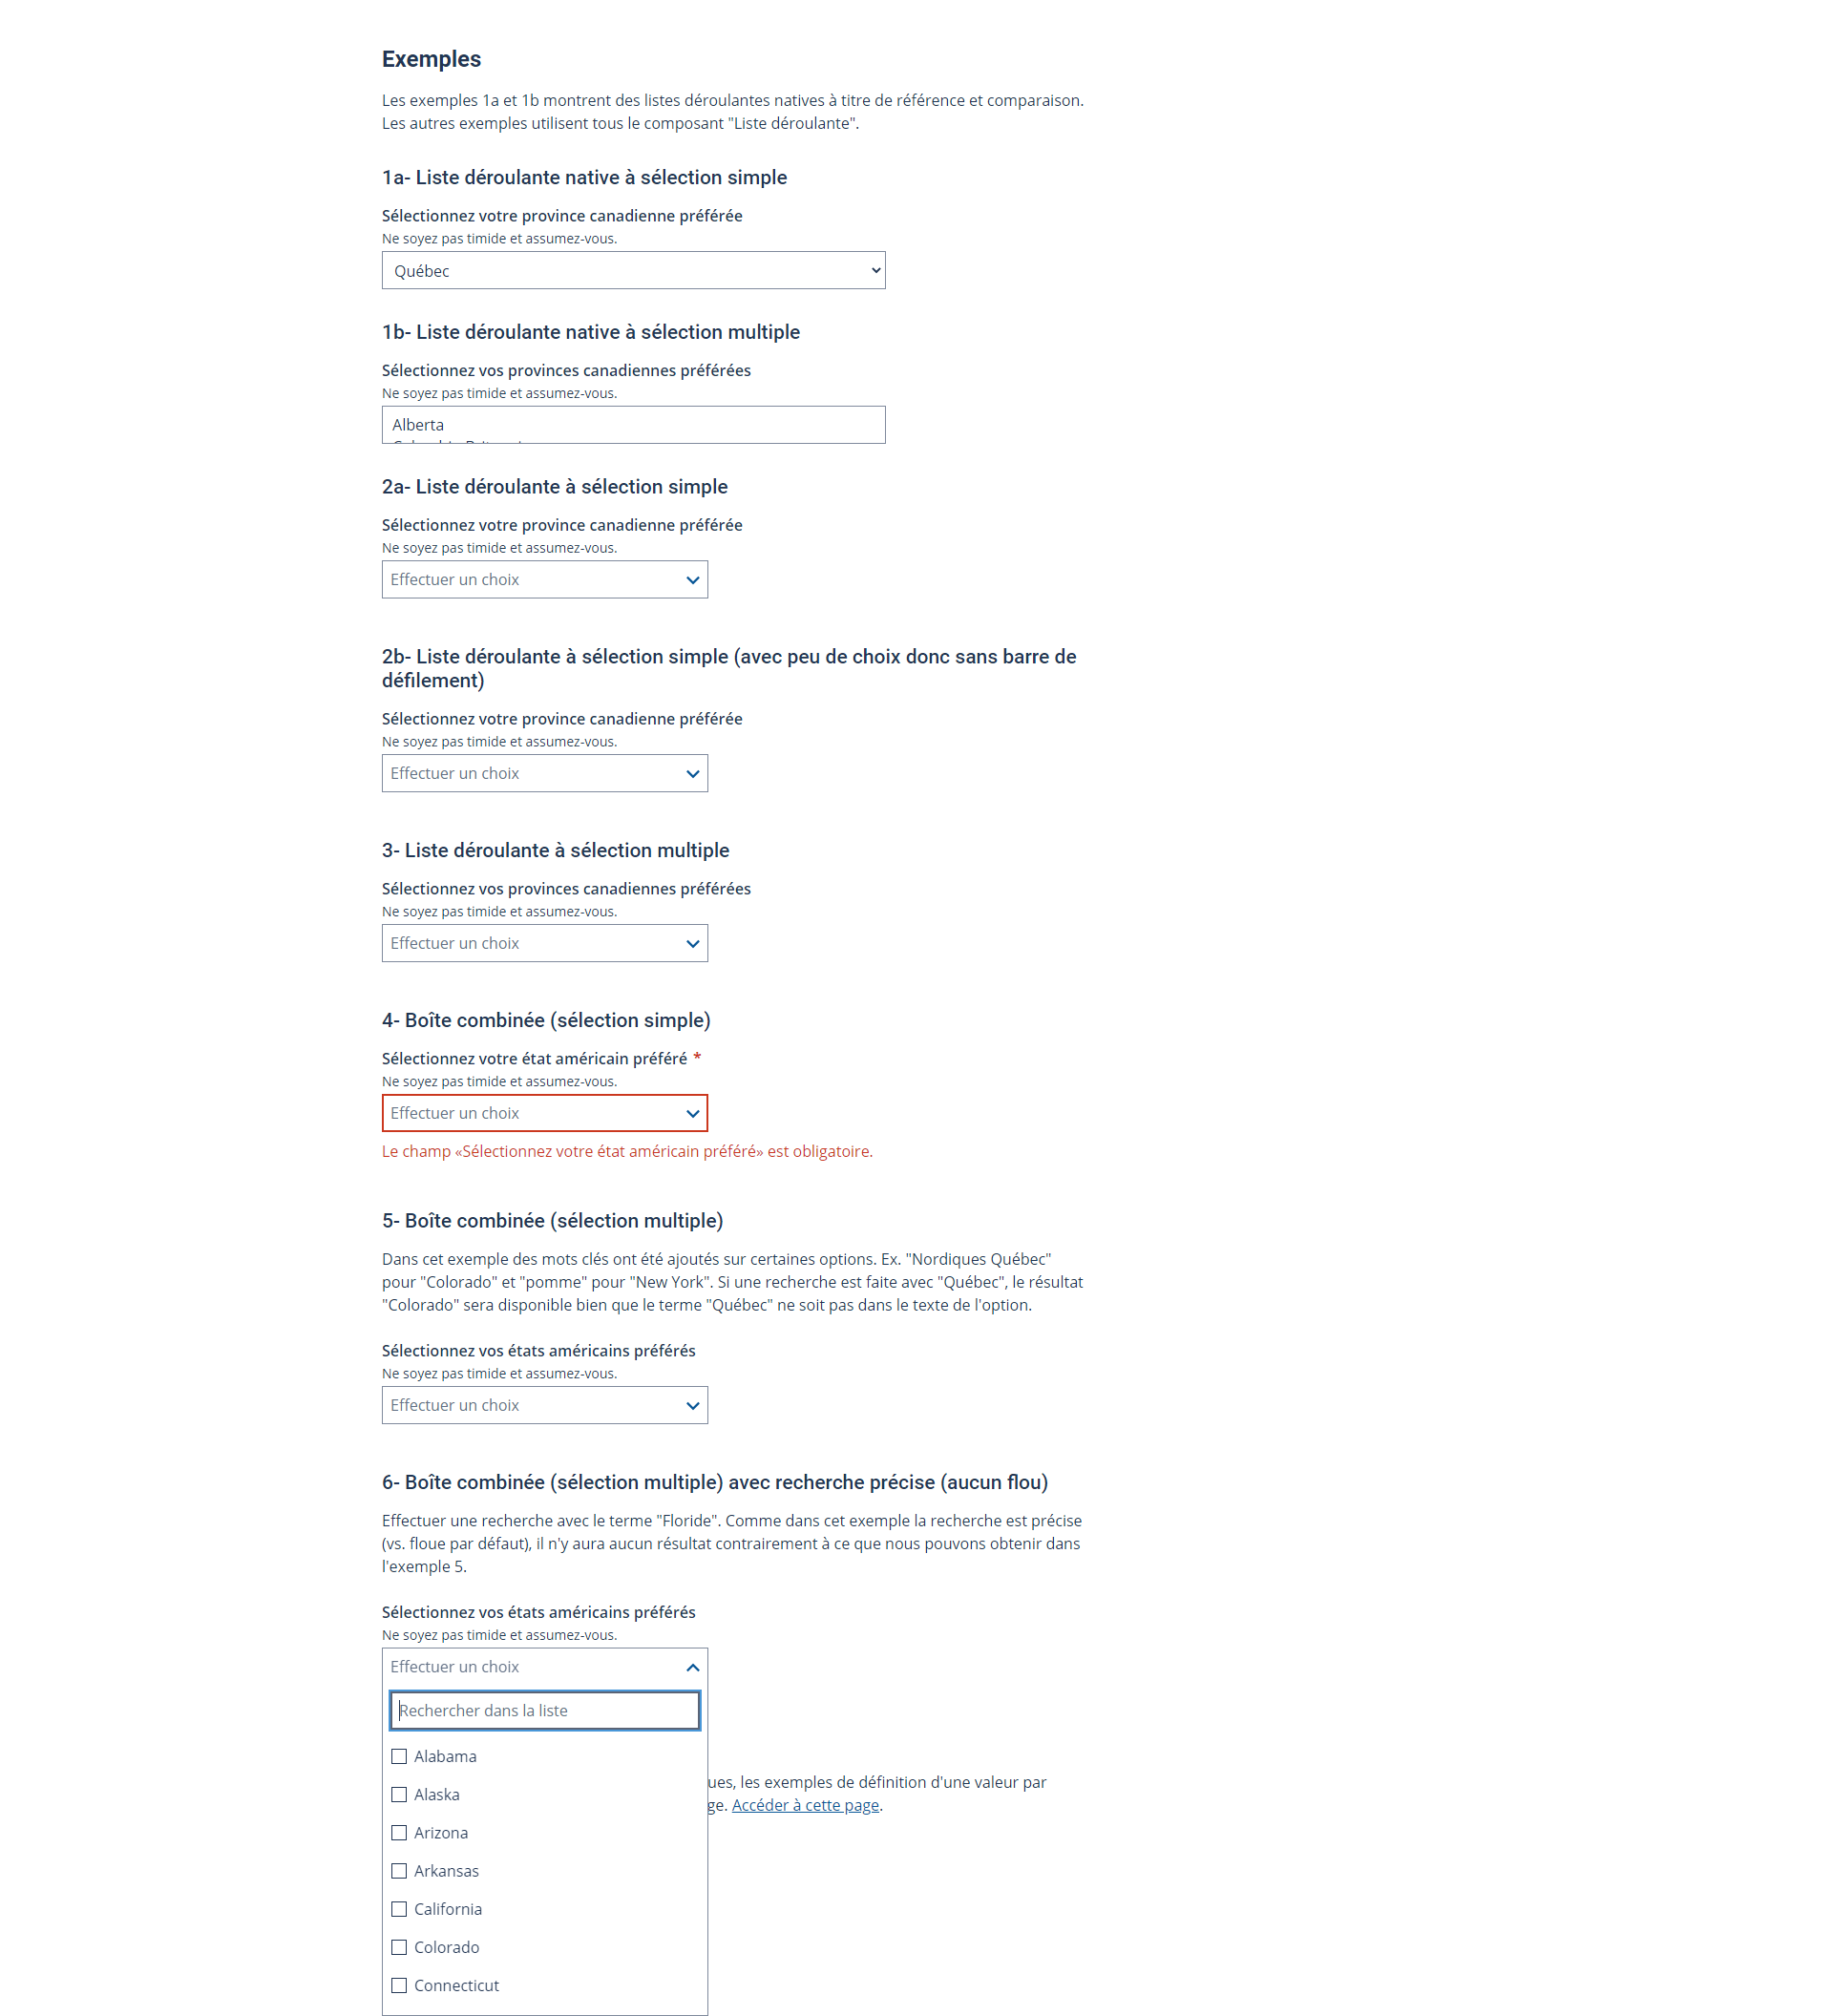 Exemples
Les exemples 1a et 1b montrent des listes déroulantes natives à titre de référence et comparaison.
Les autres exemples utilisent tous le composant "Liste déroulante".
1a- Liste déroulante native à sélection simple
Sélectionnez votre province canadienne préférée
Ne soyez pas timide et assumez-vous.
Québec
1b- Liste déroulante native à sélection multiple
Sélectionnez vos provinces canadiennes préférées
Ne soyez pas timide et assumez-vous.
Alberta
2a- Liste déroulante à sélection simple
Sélectionnez votre province canadienne préférée
Ne soyez pas timide et assumez-vous.
Effectuer un choix
2b- Liste déroulante à sélection simple (avec peu de choix donc sans barre de
défilement)
Sélectionnez votre province canadienne préférée
Ne soyez pas timide et assumez-vous.
Effectuer un choix
3- Liste déroulante à sélection multiple
Sélectionnez vos provinces canadiennes préférées
Ne soyez pas timide et assumez-vous.
Effectuer un choix
4- Boîte combinée (sélection simple)
Sélectionnez votre état américain préféré *
Ne soyez pas timide et assumez-vous.
Effectuer un choix
Le champ «Sélectionnez votre état américain préféré» est obligatoire.
5- Boîte combinée (sélection multiple)
Dans cet exemple des mots clés ont été ajoutés sur certaines options. Ex. "Nordiques Québec"
pour "Colorado" et "pomme" pour "New York". Si une recherche est faite avec "Québec", le résultat
"Colorado" sera disponible bien que le terme "Québec" ne soit pas dans le texte de l'option.
Sélectionnez vos états américains préférés
Ne soyez pas timide et assumez-vous.
Effectuer un choix
6- Boîte combinée (sélection multiple) avec recherche précise (aucun flou)
Effectuer une recherche avec le terme "Floride". Comme dans cet exemple la recherche est précise
(vs. floue par défaut), il n'y aura aucun résultat contrairement à ce que nous pouvons obtenir dans
l'exemple 5.
Sélectionnez vos états américains préférés
Ne soyez pas timide et assumez-vous.
Effectuer un choix
Rechercher dans la liste
Alabama
ues, les exemples de définition d'une valeur par
Alaska
ge. Accéder à cette page.
Arizona
Arkansas
California
Colorado
Connecticut